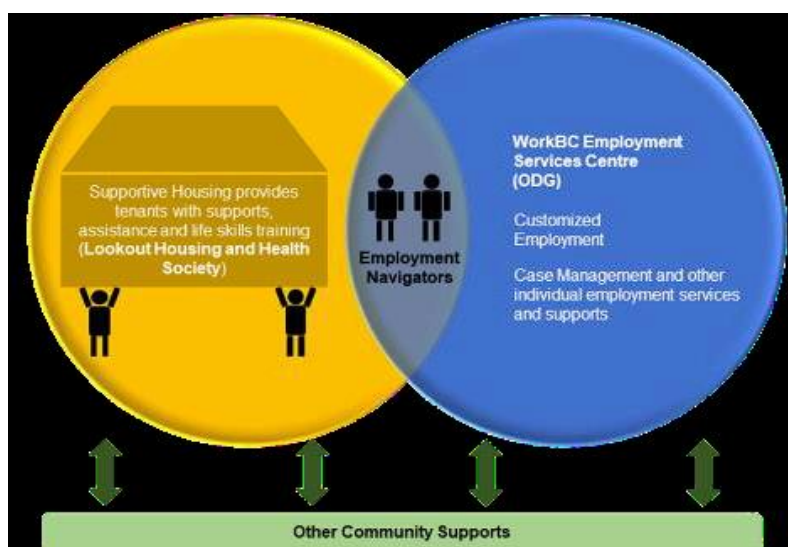 Supportive Housing provides
tenants with supports,
assistance and life skills training
(Lookout Housing and Health
Society)
Employment
Navigators
WorkBC Employment
Services Centre
(ODG)
Customized
Employment
Case Management and other
individual employment services
and supports
Other Community Supports